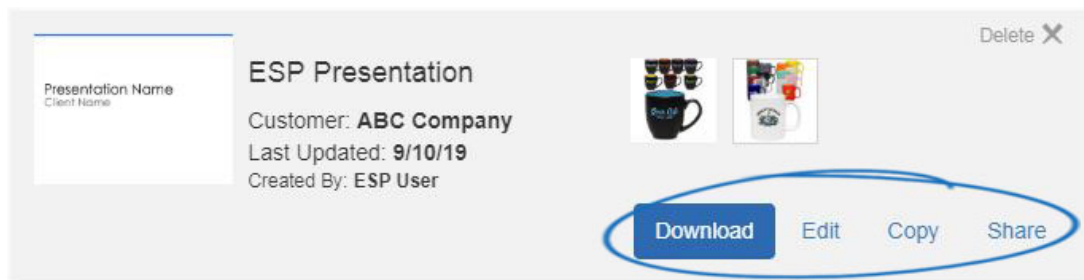 Delete
Presentation Name
Client Name
ESP Presentation
Customer: ABC Company
Last Updated: 9/10/19
Created By: ESP User
Download Edit Copy Share